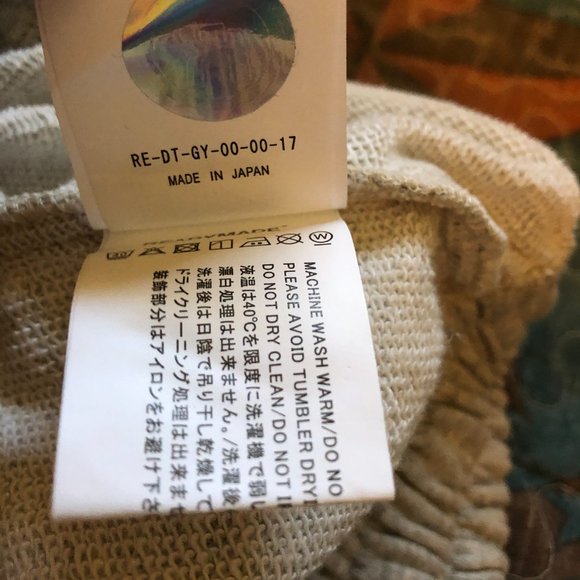 RE-DT-GY-00-00-17
MADE IN JAPAN
READYMADE
MACHINE WASH WARM/DO NO
PLEASE AVOID TUMBLER DRY
DO NOT DRY CLEAN/DO NOT I
液温は40℃を限度に洗濯機で弱し
漂白処理は出来ません。/洗濯後
洗濯後は日陰で吊り干し乾燥して
ドライクリーニング処理は出来ませ
装飾部分はアイロンをお避け下さ